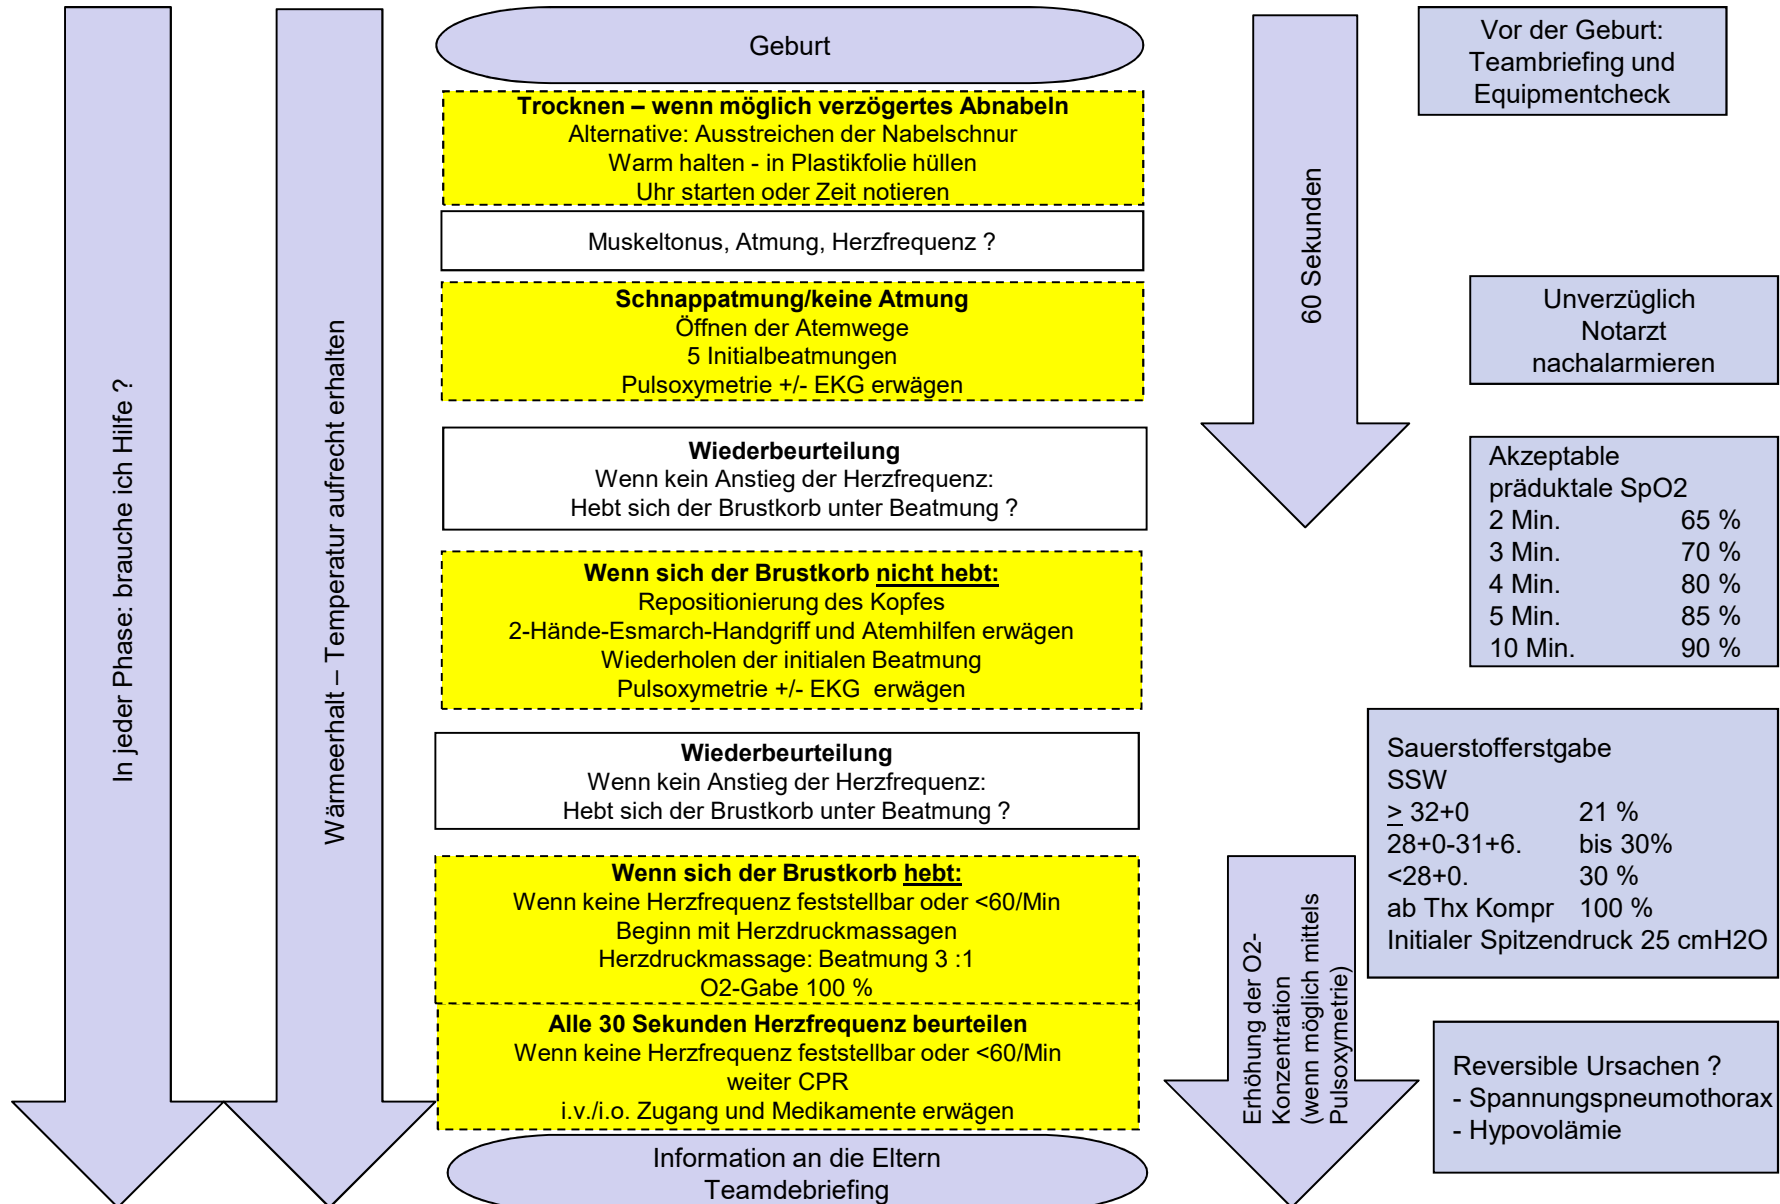 Geburt
Trocknen – wenn möglich verzögertes Abnabeln
Alternative: Ausstreichen der Nabelschnur
Warm halten - in Plastikfolie hüllen
Uhr starten oder Zeit notieren
Muskeltonus, Atmung, Herzfrequenz ?
Schnappatmung/keine Atmung
Öffnen der Atemwege
5 Initialbeatmungen
Pulsoxymetrie +/- EKG erwägen
Wiederbeurteilung
Wenn kein Anstieg der Herzfrequenz:
Hebt sich der Brustkorb unter Beatmung ?
Wenn sich der Brustkorb nicht hebt:
Repositionierung des Kopfes
2-Hände-Esmarch-Handgriff und Atemhilfen erwägen
Wiederholen der initialen Beatmung
Pulsoxymetrie +/- EKG  erwägen
Wiederbeurteilung
Wenn kein Anstieg der Herzfrequenz:
Hebt sich der Brustkorb unter Beatmung ?
Wenn sich der Brustkorb hebt:
Wenn keine Herzfrequenz feststellbar oder <60/Min
Beginn mit Herzdruckmassagen
Herzdruckmassage: Beatmung 3 :1
O2-Gabe 100 %
Alle 30 Sekunden Herzfrequenz beurteilen
Wenn keine Herzfrequenz feststellbar oder <60/Min
weiter CPR
i.v./i.o. Zugang und Medikamente erwägen
Information an die Eltern
Teamdebriefing
In jeder Phase: brauche ich Hilfe ?
Wärmeerhalt – Temperatur aufrecht erhalten
60 Sekunden
Erhöhung der O2-
Konzentration
(wenn möglich mittels
Pulsoxymetrie)
Vor der Geburt:
Teambriefing und
Equipmentcheck
Unverzüglich
Notarzt
nachalarmieren
Akzeptable
präduktale SpO2
2 Min. 65 %
3 Min. 70 %
4 Min. 80 %
5 Min. 85 %
10 Min. 90 %
Sauerstofferstgabe
SSW
≥ 32+0 21 %
28+0-31+6. bis 30%
<28+0. 30 %
ab Thx Kompr 100 %
Initialer Spitzendruck 25 cmH2O
Reversible Ursachen ?
- Spannungspneumothorax
- Hypovolämie